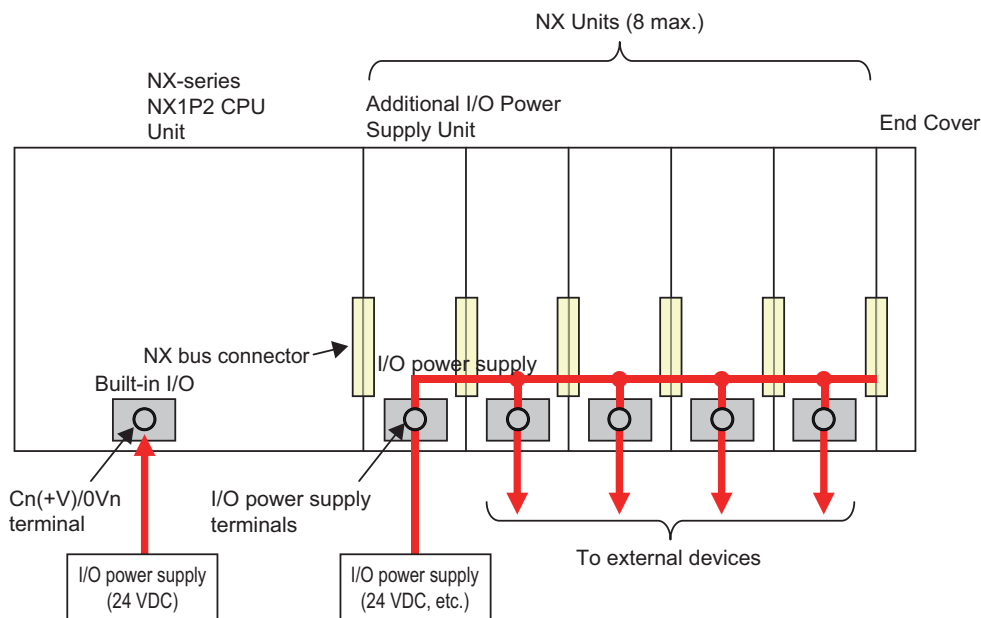 NX Units (8 max.)
NX-series
NX1P2 CPU
Unit
Additional I/O Power
Supply Unit
End Cover
NX bus connector
I/O power supply
Built-in I/O
Cn(+V)/0Vn
terminal
I/O power supply
terminals
To external devices
I/O power supply
(24 VDC)
I/O power supply
(24 VDC, etc.)